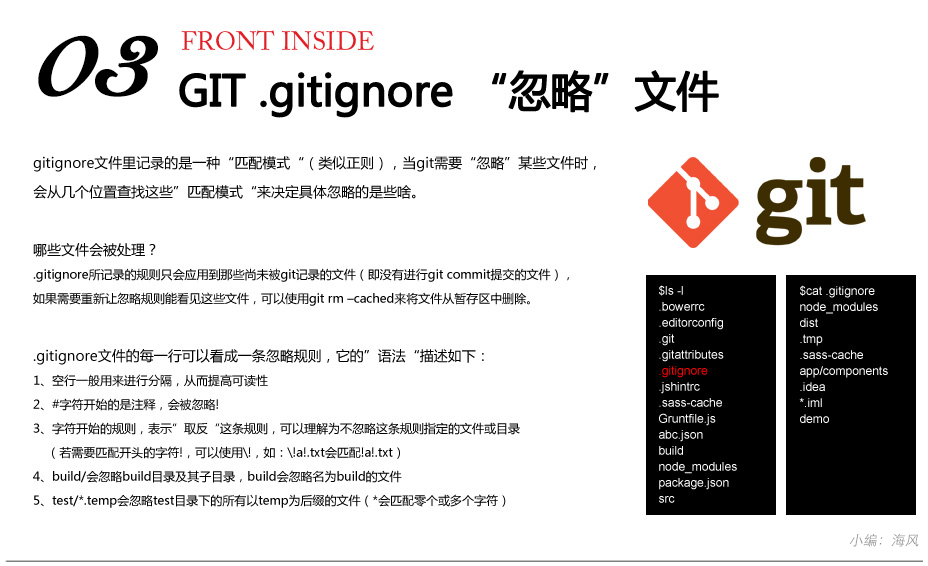 03
FRONT INSIDE
GIT .gitignore “忽略”文件
gitignore文件里记录的是一种“匹配模式“（类似正则），当git需要“忽略”某些文件时，
会从几个位置查找这些”匹配模式“来决定具体忽略的是些啥。
哪些文件会被处理？
.gitignore所记录的规则只会应用到那些尚未被git记录的文件（即没有进行git commit提交的文件），
如果需要重新让忽略规则能看见这些文件，可以使用git rm –cached来将文件从暂存区中删除。
.gitignore文件的每一行可以看成一条忽略规则，它的”语法“描述如下：
1、空行一般用来进行分隔，从而提高可读性
2、#字符开始的是注释，会被忽略!
3、字符开始的规则，表示”取反“这条规则，可以理解为不忽略这条规则指定的文件或目录
（若需要匹配开头的字符!，可以使用\!，如：\!a!.txt会匹配!a!.txt）
4、build/会忽略build目录及其子目录，build会忽略名为build的文件
5、test/*.temp会忽略test目录下的所有以temp为后缀的文件（*会匹配零个或多个字符）
git
$ls -l
.bowerrc
.editorconfig
.git
.gitattributes
.gitignore
.jshintrc
.sass-cache
Gruntfile.js
abc.json
build
node_modules
package.json
src
$cat .gitignore
node_modules
dist
.tmp
.sass-cache
app/components
.idea
*.iml
demo
小编：海风